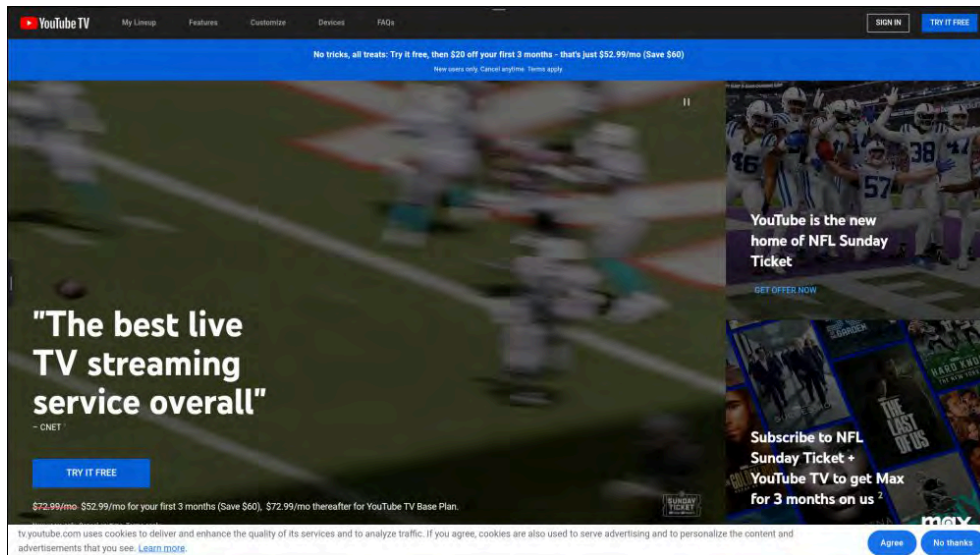 YouTube TV
My Lineup
Features
Customize
Devices
FAQs
SIGN IN
TRY IT FREE
No tricks, all treats: Try it free, then $20 off your first 3 months - that's just $52.99/mo (Save $60)
New users only. Cancel anytime. Terms apply
"The best live
TV streaming
service overall"
– CNET
TRY IT FREE
$72.99/mo $52.99/mo for your first 3 months (Save $60), $72.99/mo thereafter for YouTube TV Base Plan.
SUNDAY
TICKET
46
57
38
47
YouTube is the new
home of NFL Sunday
Ticket
GET OFFER NOW
HARD KNOCKS
THE
LAST
OF US
Subscribe to NFL
Sunday Ticket +
YouTube TV to get Max
for 3 months on us 2
max
tv.youtube.com uses cookies to deliver and enhance the quality of its services and to analyze traffic. If you agree, cookies are also used to serve advertising and to personalize the content and
advertisements that you see. Learn more.
Agree
No thanks